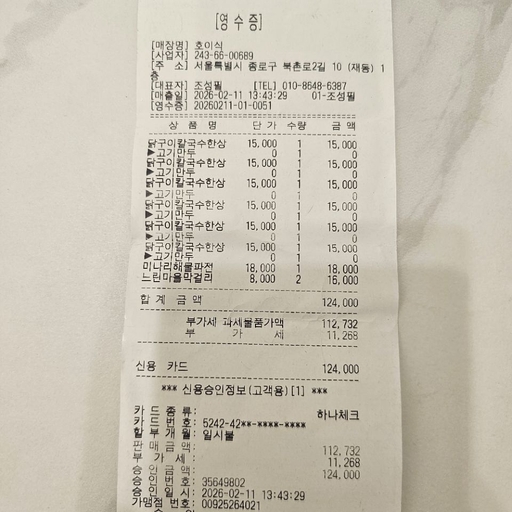 [영 수 증]
[매장명] 호이식
[사업자] 243-66-00689
[주 소] 서울특별시 종로구 북촌로2길 10 (재동) 1
층
[대표자] 조성필 [TEL] 010-8648-6387
[매출일] 2026-02-11 13:43:29 01-조성필
[영수증] 20260211-01-0051
상 품 명 단 가 수량 금 액
닭구이칼국수한상 15,000 1 15,000
▶고기만두 0 1 0
닭구이칼국수한상 15,000 1 15,000
▶고기만두 0 1 0
닭구이칼국수한상 15,000 1 15,000
▶고기만두 0 1 0
닭구이칼국수한상 15,000 1 15,000
▶고기만두 0 1 0
닭구이칼국수한상 15,000 1 15,000
▶고기만두 0 1 0
닭구이칼국수한상 15,000 1 15,000
▶고기만두 0 1 0
미나리해물파전 18,000 1 18,000
느린마을막걸리 8,000 2 16,000
합 계 금 액 124,000
부가세 과세물품가액 112,732
부 가 세 11,268
신용 카드 124,000
*** 신용승인정보(고객용)[1] ***
카 드 종 류: 하나체크
카 드 번 호: 5242-42**-****-****
할 부 개 월: 일시불
판 매 금 액: 112,732
부 가 세: 11,268
승 인 금 액: 124,000
승 인 번 호: 35649802
승 인 일 시: 2026-02-11 13:43:29
가맹점 번호: 00925264021